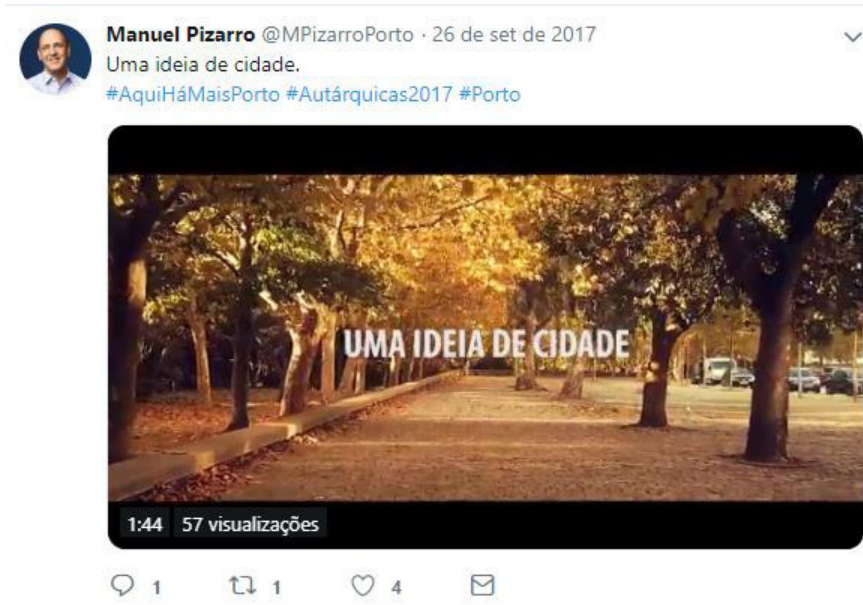 Manuel Pizarro @MPizarroPorto · 26 de set de 2017
Uma ideia de cidade.
#AquiHáMaisPorto #Autárquicas2017 #Porto
UMA IDEIA DE CIDADE
1:44 57 visualizações
1 1 4